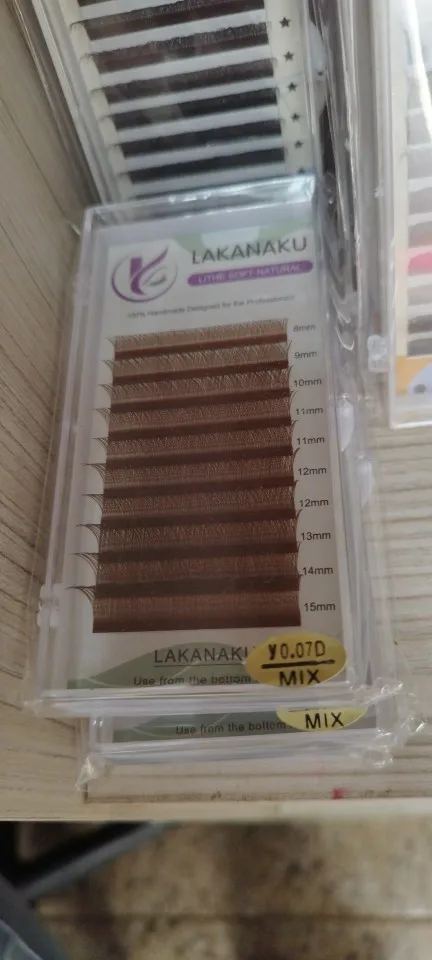 LAKANAKU
LITHE SOFT NATURAL
100% Handmade Designed for the Professionals
8mm
9mm
10mm
11mm
11mm
12mm
12mm
13mm
14mm
15mm
LAKANAKU
Use from the bottom
y0.07D
MIX
Use from the bottom
MIX